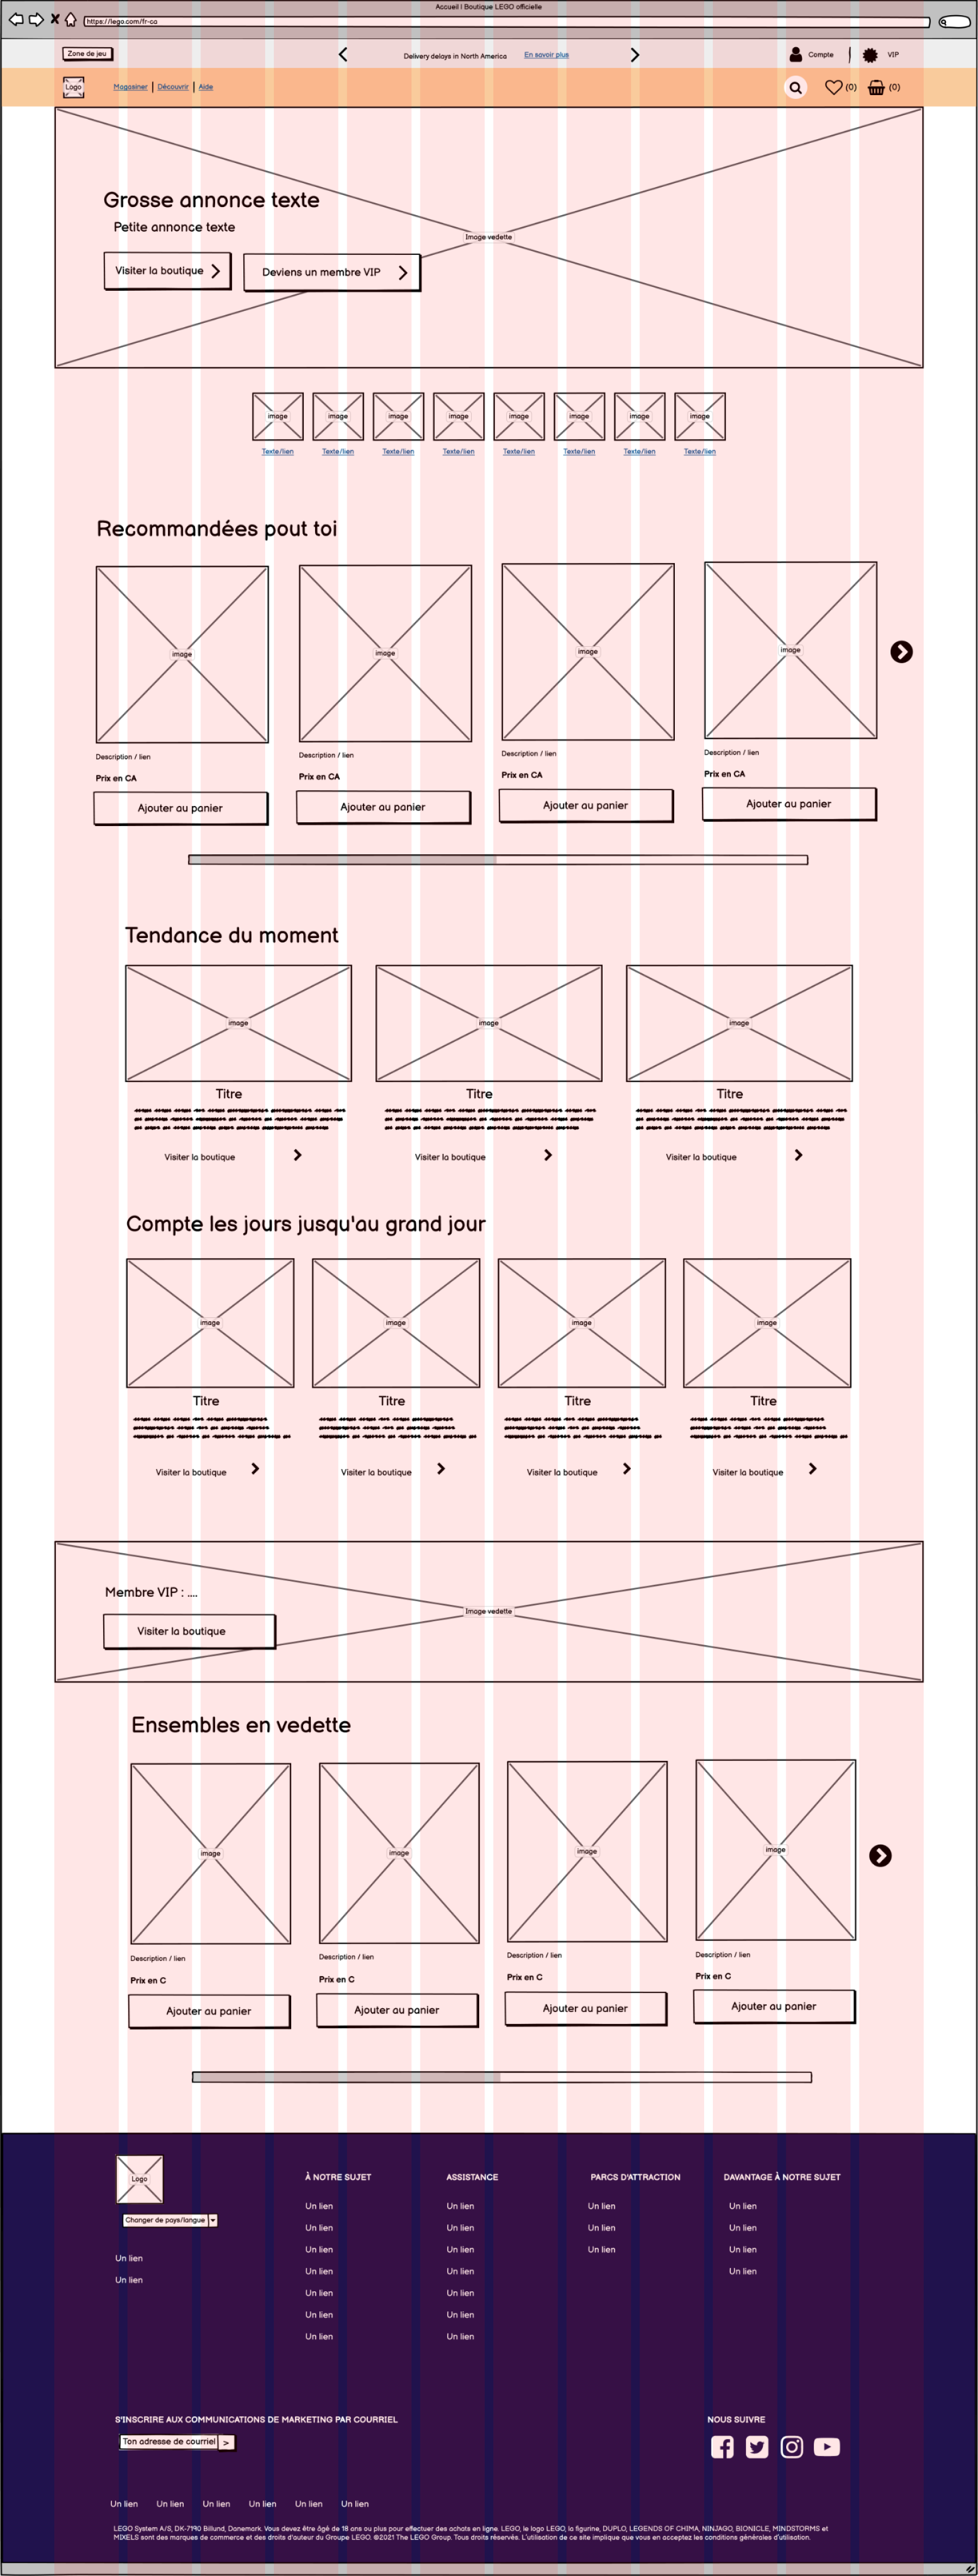 Accueil | Boutique LEGO officielle
https://lego.com/fr-ca
Zone de jeu
Delivery delays in North America En savoir plus
Compte VIP
Logo
Magasiner Découvrir Aide
(0) (0)
Grosse annonce texte
Petite annonce texte
Image vedette
Visiter la boutique
Deviens un membre VIP
image image image image image image image image
Texte/lien Texte/lien Texte/lien Texte/lien Texte/lien Texte/lien Texte/lien Texte/lien
Recommandées pout toi
image image image image
Description / lien Description / lien Description / lien Description / lien
Prix en CA Prix en CA Prix en CA Prix en CA
Ajouter au panier Ajouter au panier Ajouter au panier Ajouter au panier
Tendance du moment
image image image
Titre Titre Titre
Visiter la boutique Visiter la boutique Visiter la boutique
Compte les jours jusqu'au grand jour
image image image image
Titre Titre Titre Titre
Visiter la boutique Visiter la boutique Visiter la boutique Visiter la boutique
Membre VIP : ....
Image vedette
Visiter la boutique
Ensembles en vedette
image image image image
Description / lien Description / lien Description / lien Description / lien
Prix en C Prix en C Prix en C Prix en C
Ajouter au panier Ajouter au panier Ajouter au panier Ajouter au panier
Logo
Changer de pays/langue
Un lien
Un lien
À NOTRE SUJET
Un lien
Un lien
Un lien
Un lien
Un lien
Un lien
Un lien
ASSISTANCE
Un lien
Un lien
Un lien
Un lien
Un lien
Un lien
Un lien
PARCS D'ATTRACTION
Un lien
Un lien
Un lien
DAVANTAGE À NOTRE SUJET
Un lien
Un lien
Un lien
Un lien
S'INSCRIRE AUX COMMUNICATIONS DE MARKETING PAR COURRIEL
Ton adresse de courriel >
NOUS SUIVRE
Un lien Un lien Un lien Un lien Un lien Un lien
LEGO System A/S, DK-7190 Billund, Danemark. Vous devez être âgé de 18 ans ou plus pour effectuer des achats en ligne. LEGO, le logo LEGO, la figurine, DUPLO, LEGENDS OF CHIMA, NINJAGO, BIONICLE, MINDSTORMS et
MIXELS sont des marques de commerce et des droits d'auteur du Groupe LEGO. ©2021 The LEGO Group. Tous droits réservés. L'utilisation de ce site implique que vous en acceptez les conditions générales d'utilisation.